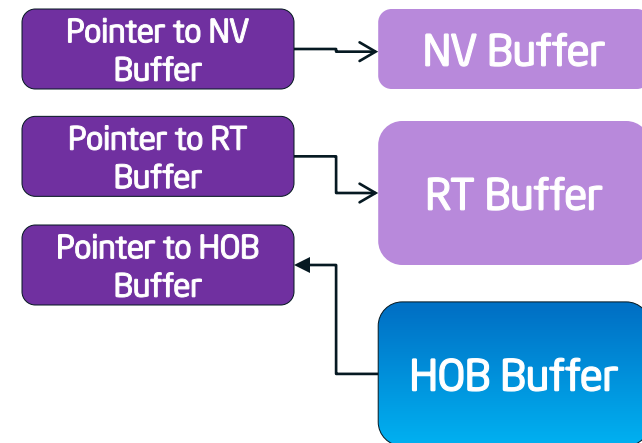 Pointer to NV
Buffer
NV Buffer
Pointer to RT
Buffer
RT Buffer
Pointer to HOB
Buffer
HOB Buffer